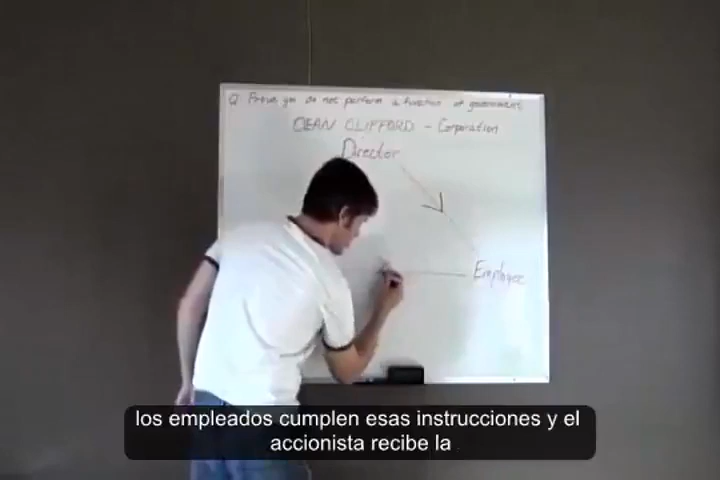 Q Prove you do not perform a function of government.
DEAN CLIFFORD - Corporation
Director
Employee
los empleados cumplen esas instrucciones y el
accionista recibe la